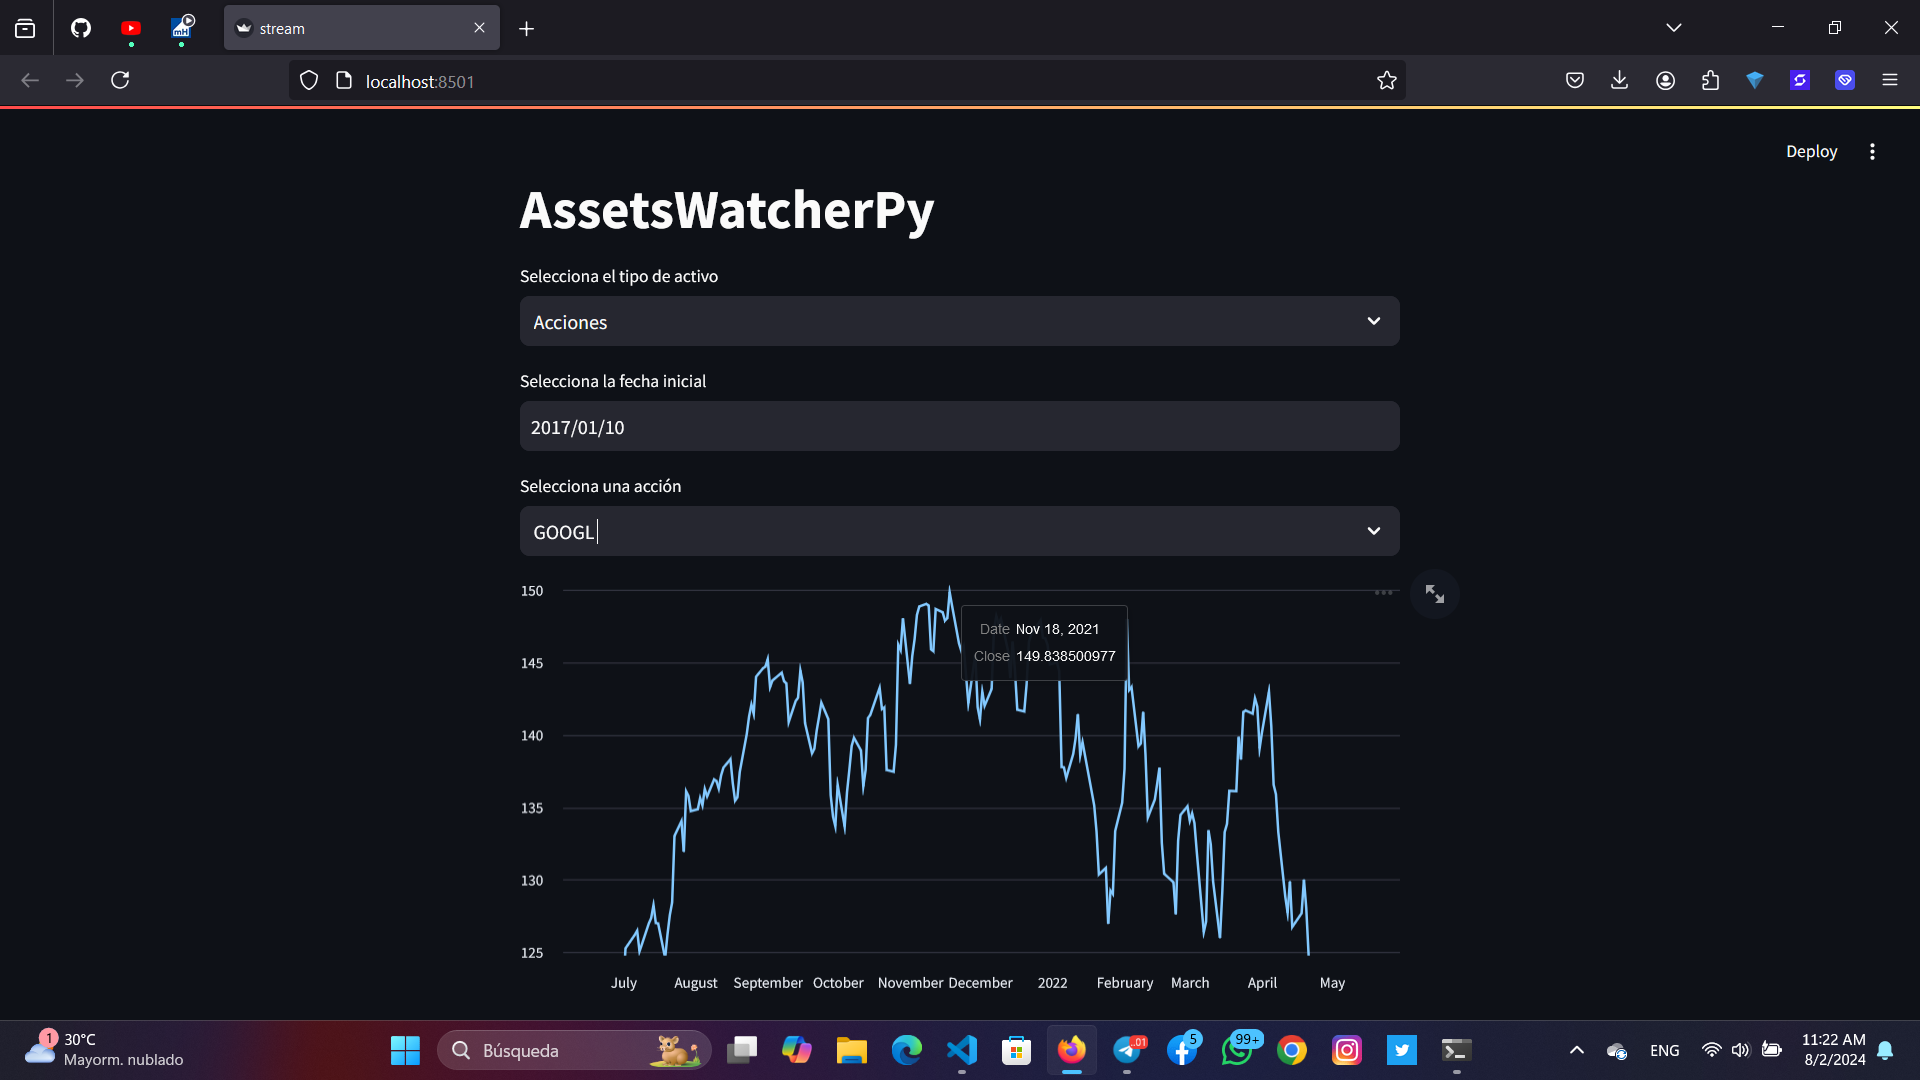 stream
localhost:8501
Deploy
AssetsWatcherPy
Selecciona el tipo de activo
Acciones
Selecciona la fecha inicial
2017/01/10
Selecciona una acción
GOOGL
150
Date Nov 18, 2021
Close 149.838500977
145
140
135
130
125
July August September October November December 2022 February March April May
1
30°C
Mayorm. nublado
Búsqueda
.01
5
99+
ENG
11:22 AM
8/2/2024